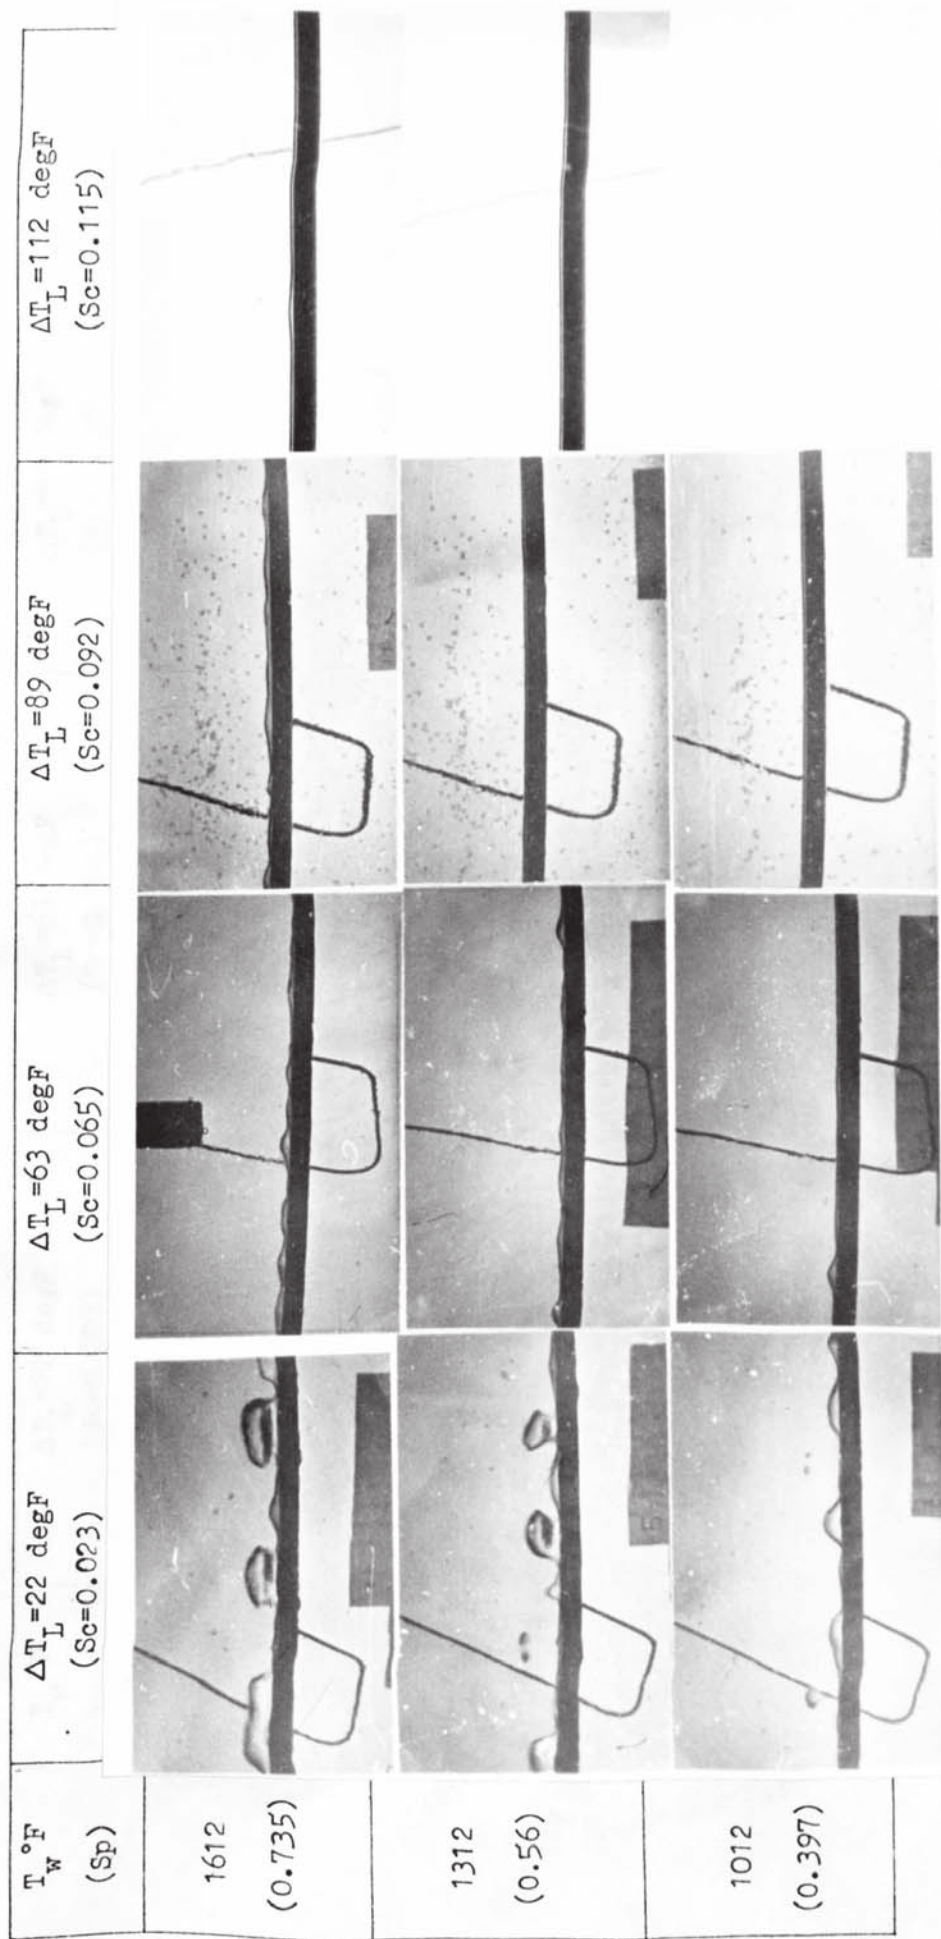 T_w °F
(Sp)
ΔT_L=22 degF
(Sc=0.023)
ΔT_L=63 degF
(Sc=0.065)
ΔT_L=89 degF
(Sc=0.092)
ΔT_L=112 degF
(Sc=0.115)
1612
(0.735)
1312
(0.56)
1012
(0.397)